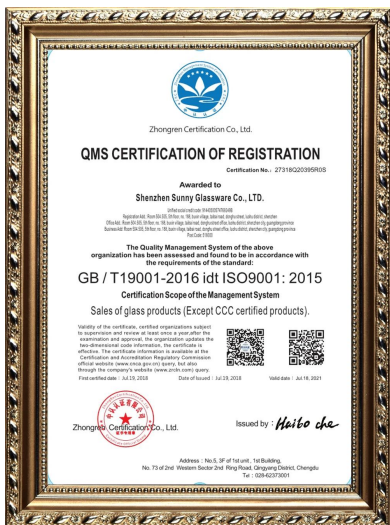 Zhongren Certification Co., Ltd.
QMS CERTIFICATION OF REGISTRATION
Certification No.: 27318Q20395R0S
Awarded to
Shenzhen Sunny Glassware Co., LTD.
The Quality Management System of the above
organization has been assessed and found to be in accordance with
the requirements of the standard:
GB / T19001-2016 idt ISO9001: 2015
Certification Scope of the Management System
Sales of glass products (Except CCC certified products).
Validity of the certificate, certified organizations subject
to supervision and review at least once a year,after the
examination and approval, the organization updates the
two-dimensional code information, the certificate is
effective. The certificate information is available at the
Certification and Accreditation Regulatory Commission
official website (www.cnca.gov.cn) query, but also
through the company's website (www.zrcln.com) query.
First certified date : Jul.19, 2018
Date of Issued : Jul.19, 2018
Valid date : Jul.18, 2021
Zhongren Certification Co., Ltd.
Issued by : Haibo che
Address : No.5, 3F of 1st unit , 1st Building,
No. 73 of 2nd Western Sector 2nd Ring Road, Qingyang District, Chengdu
Tel : 028-62373001